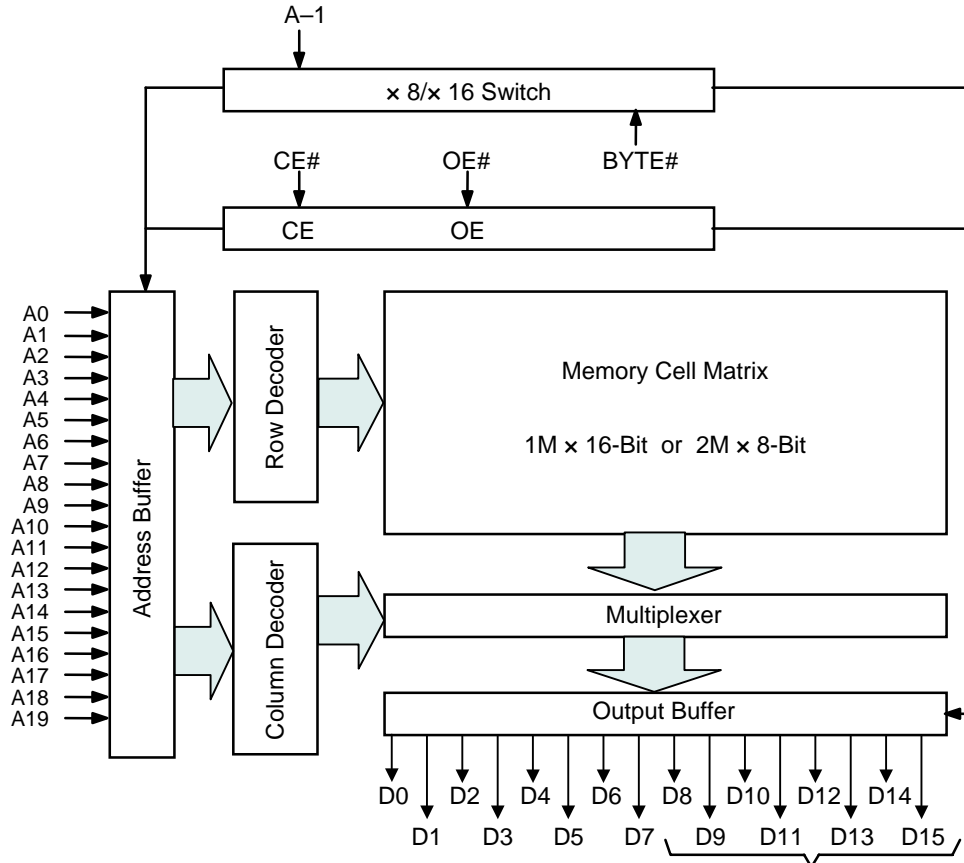 A–1
× 8/× 16 Switch
CE# OE# BYTE#
CE OE
A0
A1
A2
A3
A4
A5
A6
A7
A8
A9
A10
A11
A12
A13
A14
A15
A16
A17
A18
A19
Address Buffer
Row Decoder
Column Decoder
Memory Cell Matrix
1M × 16-Bit or 2M × 8-Bit
Multiplexer
Output Buffer
D0 D2 D4 D6 D8 D10 D12 D14
D1 D3 D5 D7 D9 D11 D13 D15